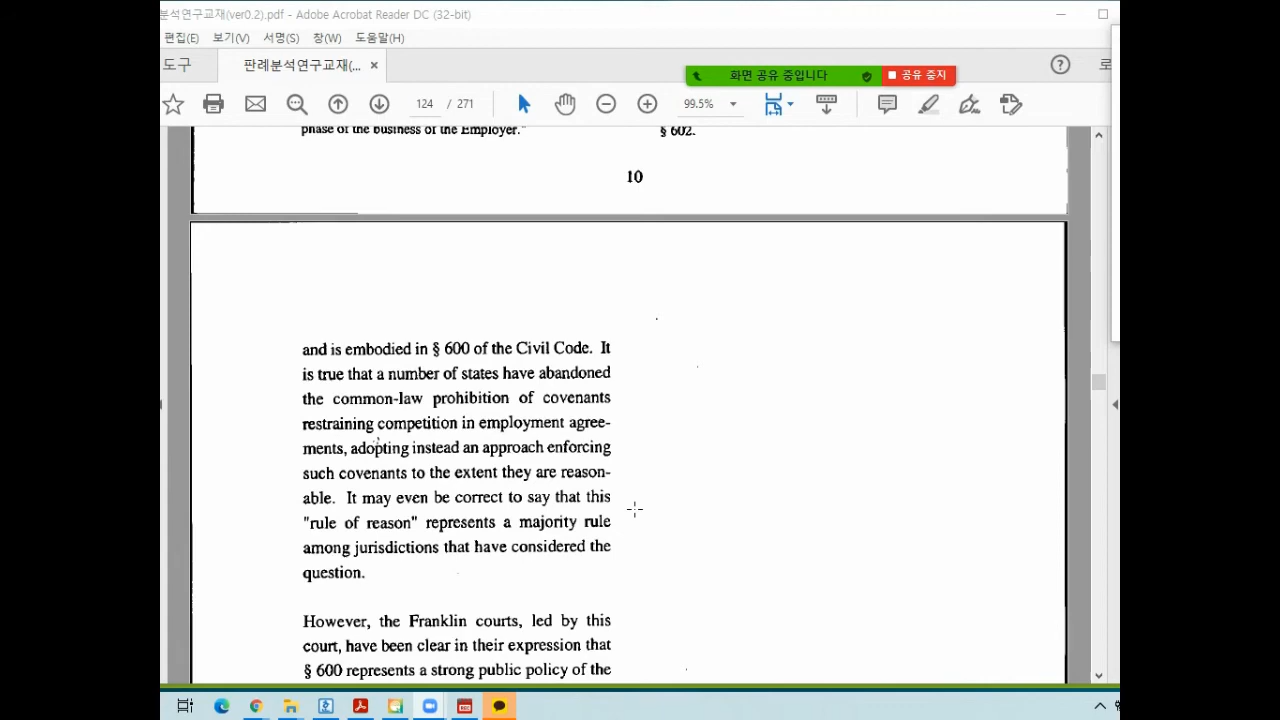 분석연구교재(ver0.2).pdf - Adobe Acrobat Reader DC (32-bit)
편집(E) 보기(V) 서명(S) 창(W) 도움말(H)
도구 판례분석연구교재(... × ? 로
화면 공유 중입니다 공유 중지
124 / 271 99.5%
phase of the business of the Employer."
§ 602.
10
and is embodied in § 600 of the Civil Code. It
is true that a number of states have abandoned
the common-law prohibition of covenants
restraining competition in employment agree-
ments, adopting instead an approach enforcing
such covenants to the extent they are reason-
able. It may even be correct to say that this
"rule of reason" represents a majority rule
among jurisdictions that have considered the
question.
However, the Franklin courts, led by this
court, have been clear in their expression that
§ 600 represents a strong public policy of the